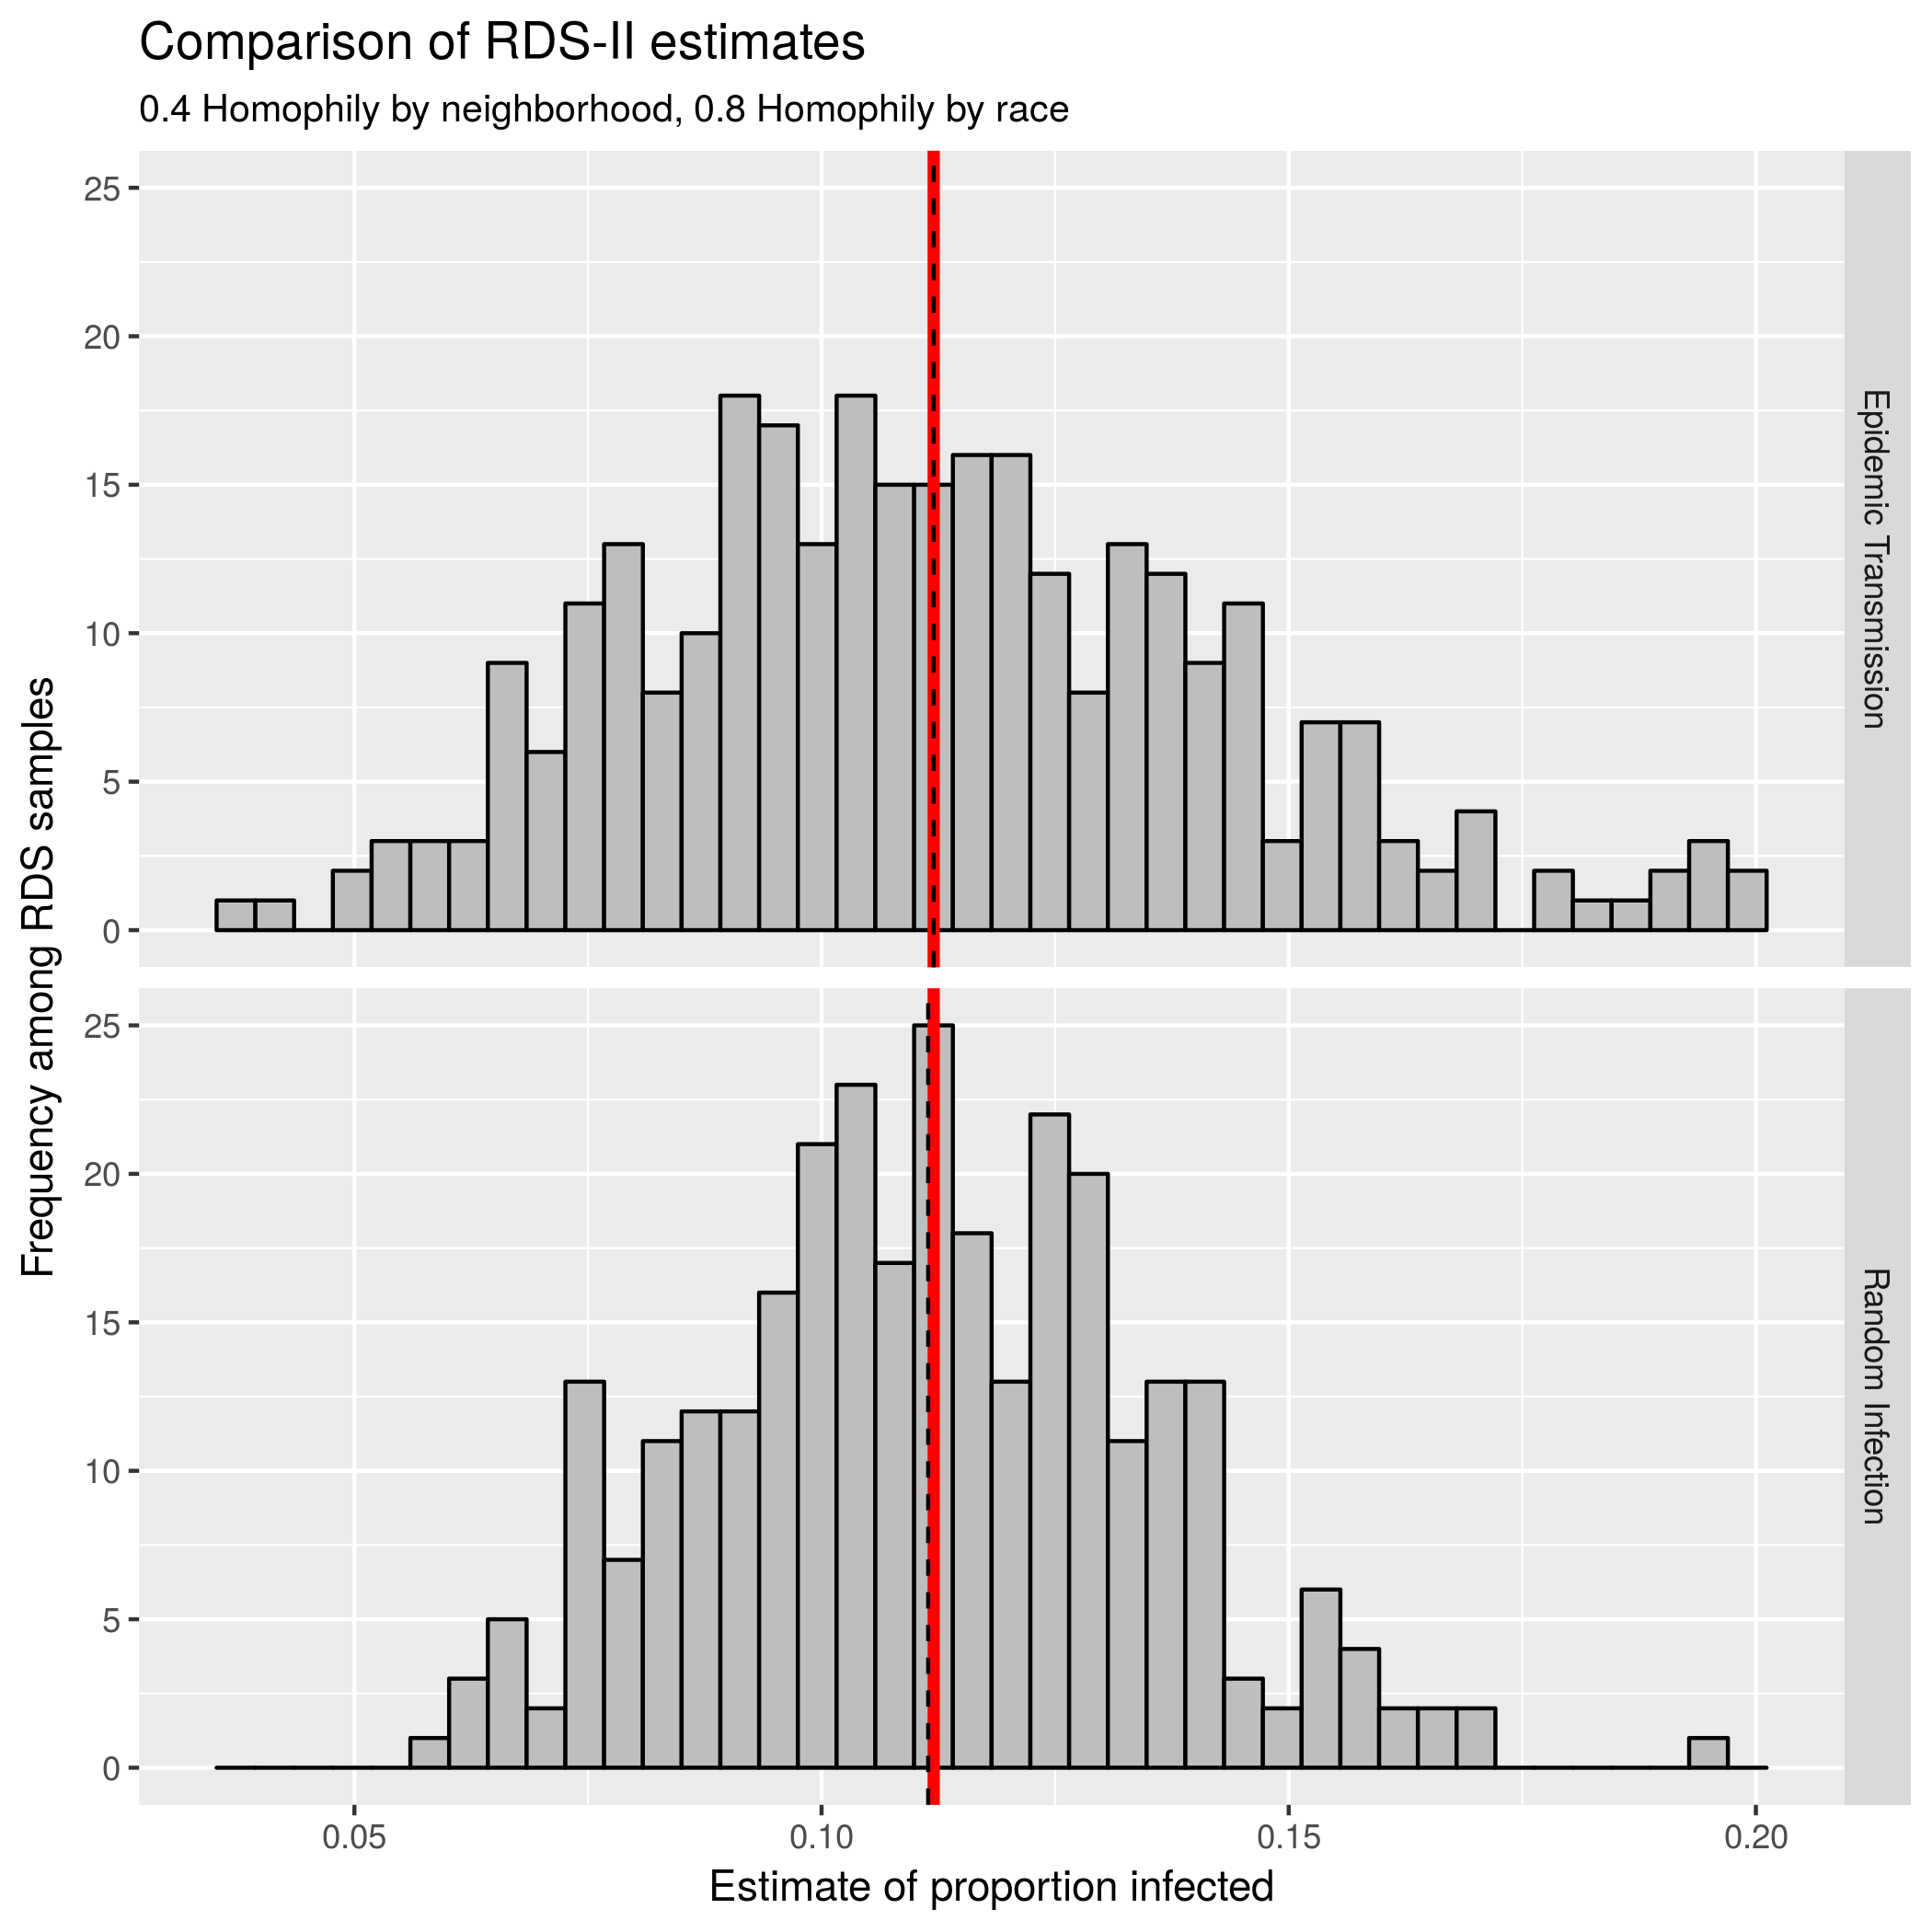 Comparison of RDS-II estimates
0.4 Homophily by neighborhood, 0.8 Homophily by race
Frequency among RDS samples
25
20
15
10
5
0
Epidemic Transmission
25
20
15
10
5
0
Random Infection
0.05 0.10 0.15 0.20
Estimate of proportion infected